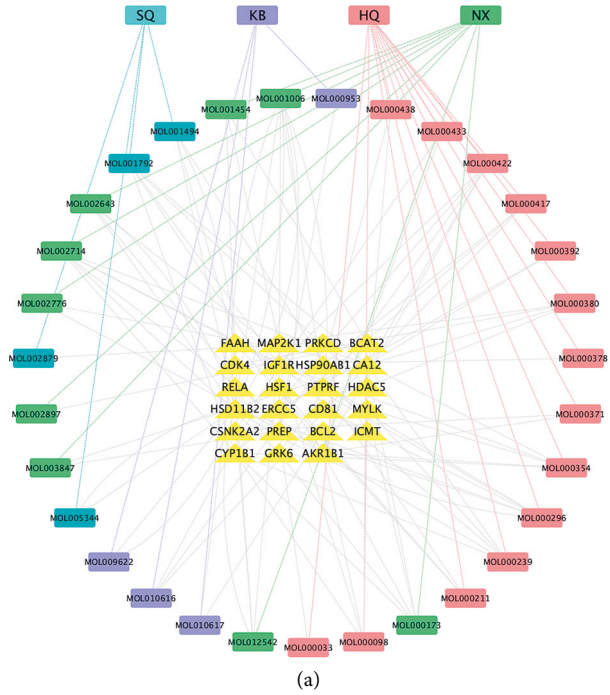 SQ KB HQ NX
MOL001006 MOL000953
MOL001454 MOL000438
MOL001494 MOL000433
MOL001792 MOL000422
MOL002643 MOL000417
MOL002714 MOL000392
MOL002776 MOL000380
FAAH MAP2K1 PRKCD BCAT2
MOL002879 MOL000378
CDK4 IGF1R HSP90AB1 CA12
RELA HSF1 PTPRF HDAC5
MOL002897 MOL000371
HSD11B2 ERCC5 CD81 MYLK
CSNK2A2 PREP BCL2 ICMT
CYP1B1 GRK6 AKR1B1
MOL003847 MOL000354
MOL005344 MOL000296
MOL009622 MOL000239
MOL010616 MOL000211
MOL010617 MOL000173
MOL012542 MOL000033 MOL000098
(a)